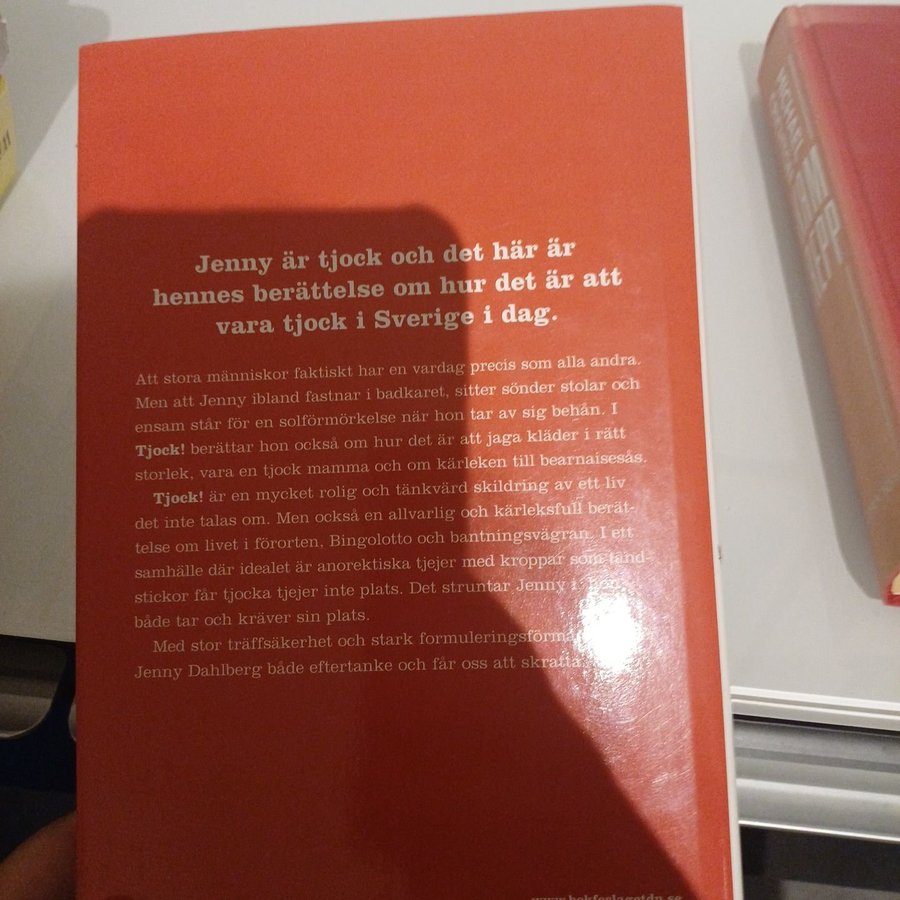 Jenny är tjock och det här är
hennes berättelse om hur det är att
vara tjock i Sverige i dag.
Att stora människor faktiskt har en vardag precis som alla andra.
Men att Jenny ibland fastnar i badkaret, sitter sönder stolar och
ensam står för en solförmörkelse när hon tar av sig behån. I
Tjock! berättar hon också om hur det är att jaga kläder i rätt
storlek, vara en tjock mamma och om kärleken till bearnaisesås.
Tjock! är en mycket rolig och tänkvärd skildring av ett liv
det inte talas om. Men också en allvarlig och kärleksfull berät-
telse om livet i förorten, Bingolotto och bantningsvägran. I ett
samhälle där idealet är anorektiska tjejer med kroppar som tänd-
stickor får tjocka tjejer inte plats. Det struntar Jenny i, hon
både tar och kräver sin plats.
Med stor träffsäkerhet och stark
Jenny Dahlberg både eftertanke och får oss att skratta.
www.bokforlagetdn.se
MICHAEL